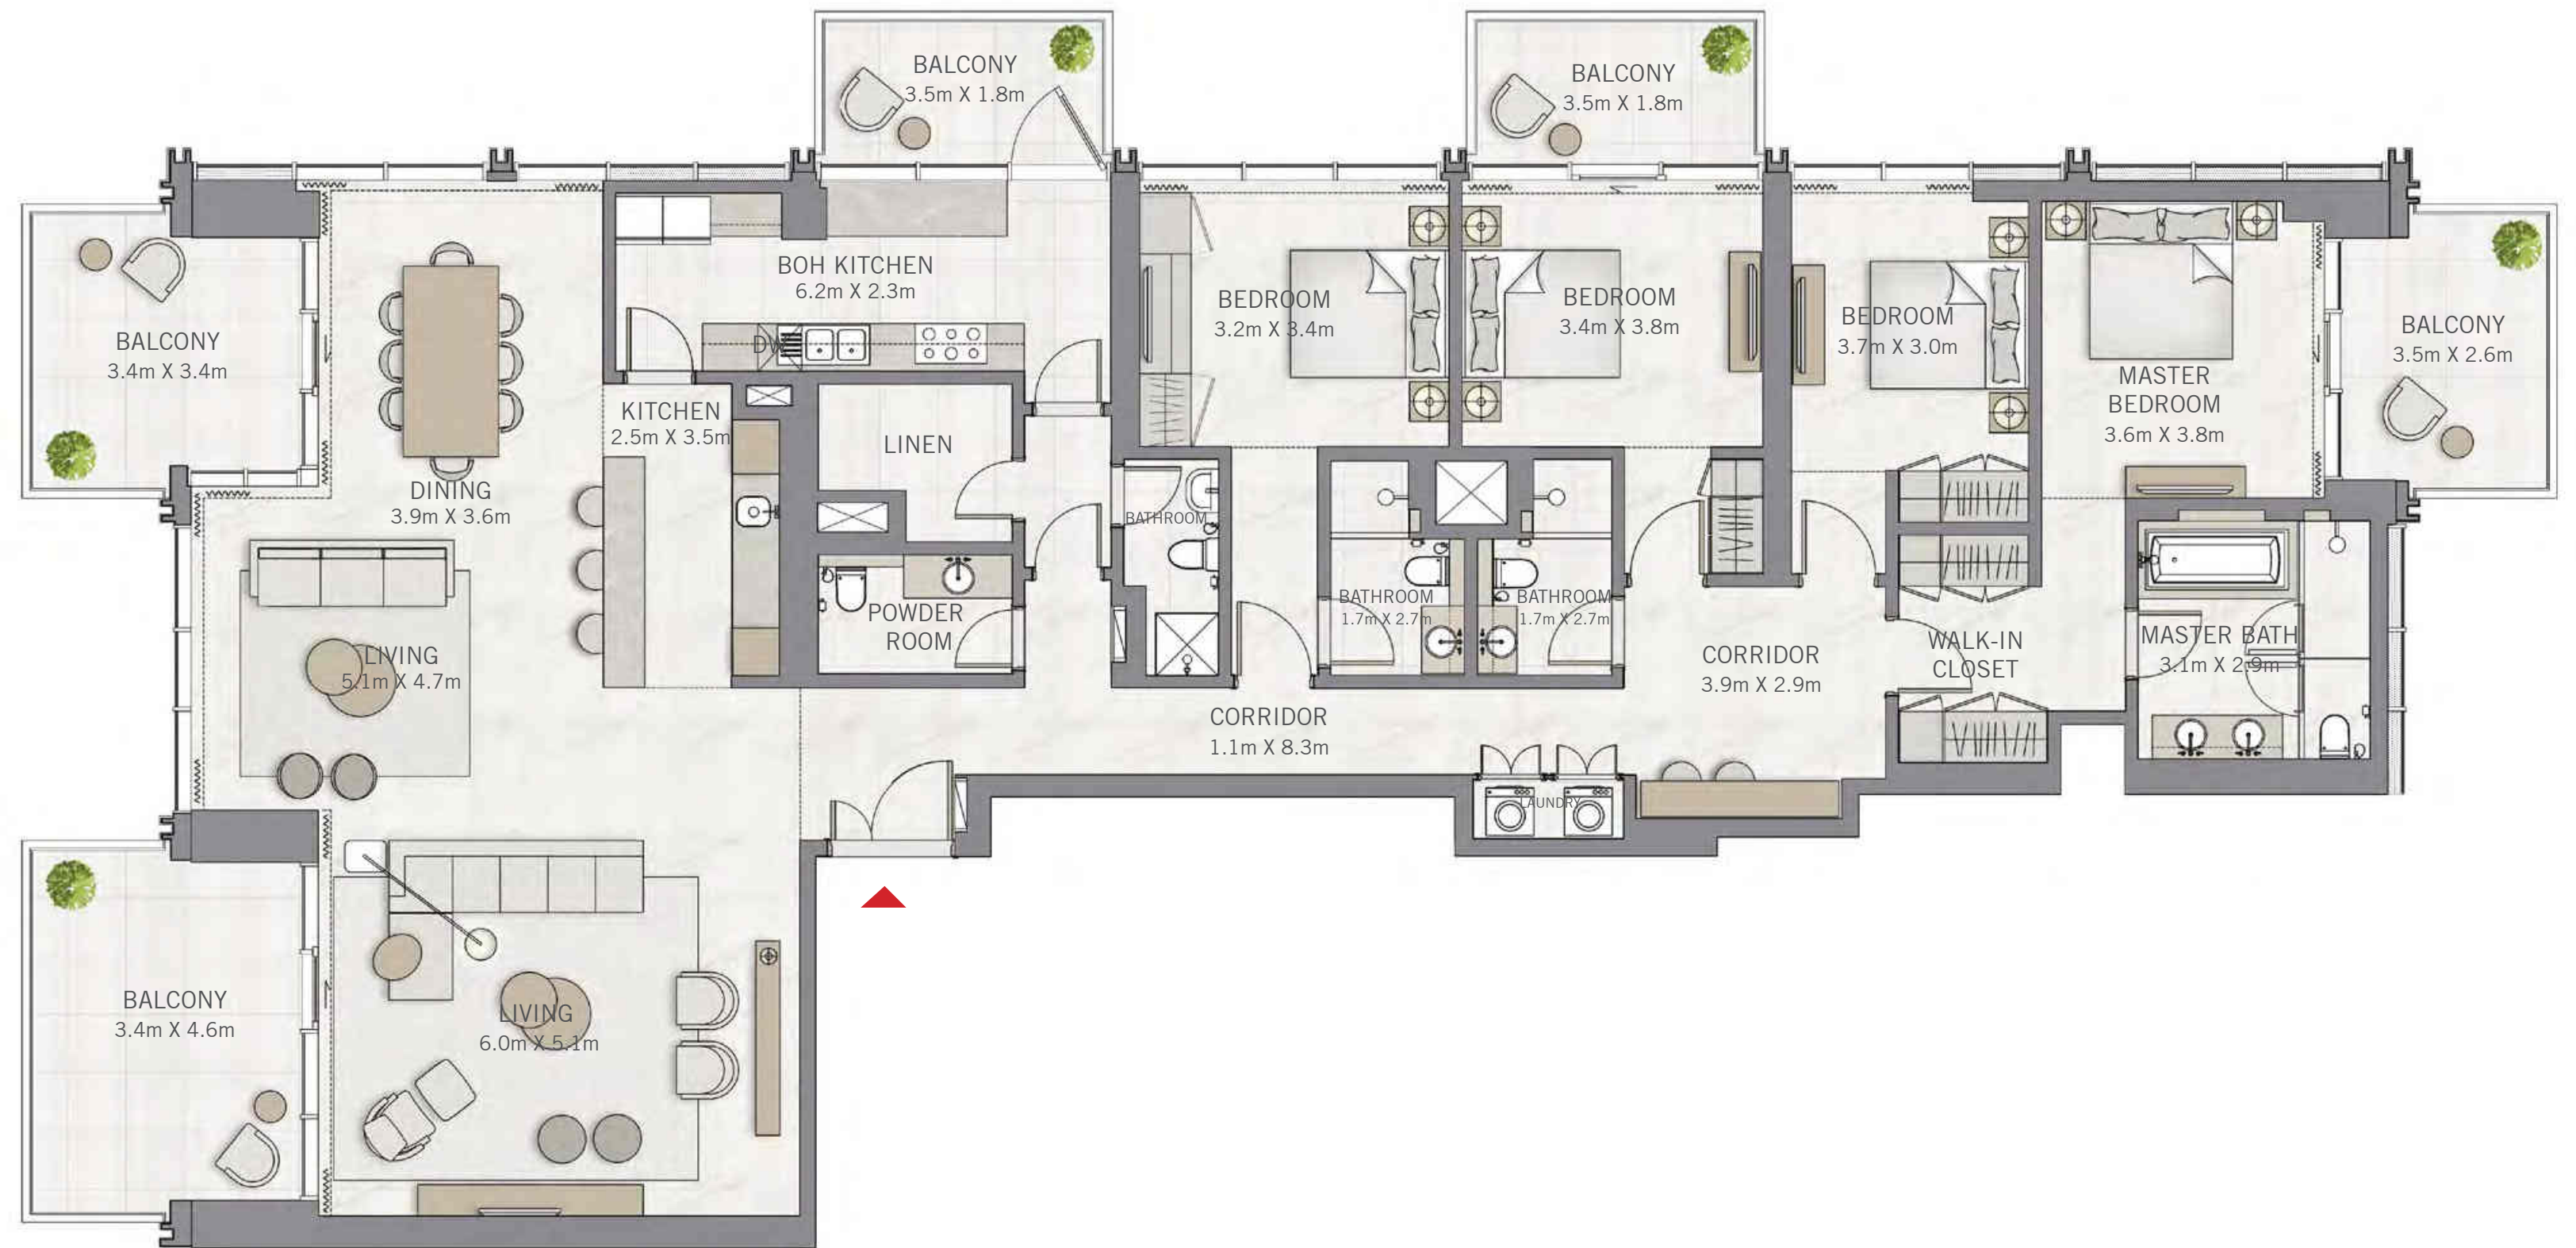 BALCONY
3.5m X 1.8m
BALCONY
3.5m X 1.8m
BALCONY
3.4m X 3.4m
BOH KITCHEN
6.2m X 2.3m
DW
BEDROOM
3.2m X 3.4m
BEDROOM
3.4m X 3.8m
BEDROOM
3.7m X 3.0m
MASTER
BEDROOM
3.6m X 3.8m
BALCONY
3.5m X 2.6m
KITCHEN
2.5m X 3.5m
LINEN
DINING
3.9m X 3.6m
BATHROOM
POWDER
ROOM
BATHROOM
1.7m X 2.7m
BATHROOM
1.7m X 2.7m
LIVING
5.1m X 4.7m
CORRIDOR
3.9m X 2.9m
WALK-IN
CLOSET
MASTER BATH
3.1m X 2.9m
CORRIDOR
1.1m X 8.3m
LAUNDRY
BALCONY
3.4m X 4.6m
LIVING
6.0m X 5.1m